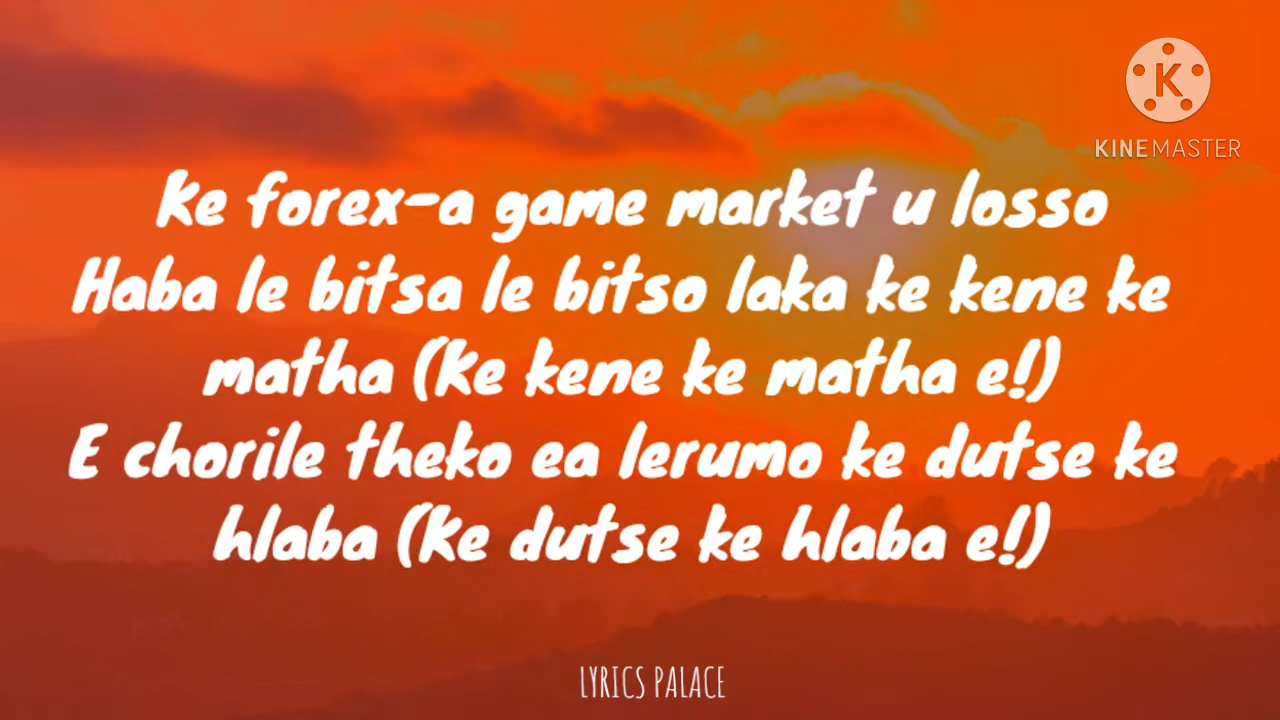 KINEMASTER
Ke forex-a game market u losso
Haba le bitsa le bitso laka ke kene ke
matha (Ke kene ke matha e!)
E chorile theko ea lerumo ke dutse ke
hlaba (Ke dutse ke hlaba e!)
LYRICS PALACE